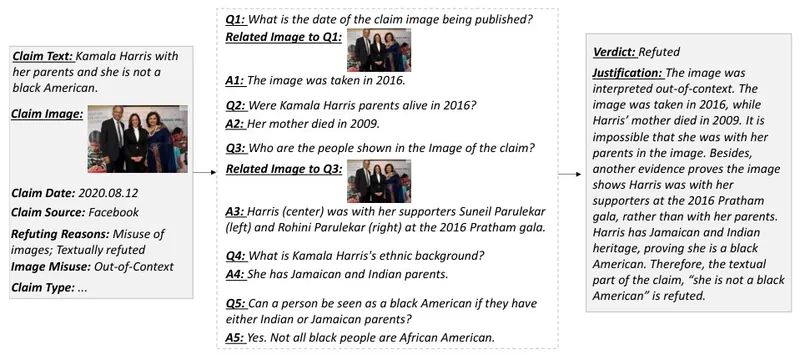 Claim Text: Kamala Harris with
her parents and she is not a
black American.
Claim Image:
Claim Date: 2020.08.12
Claim Source: Facebook
Refuting Reasons: Misuse of
images; Textually refuted
Image Misuse: Out-of-Context
Claim Type: ...
Q1: What is the date of the claim image being published?
Related Image to Q1:
A1: The image was taken in 2016.
Q2: Were Kamala Harris parents alive in 2016?
A2: Her mother died in 2009.
Q3: Who are the people shown in the Image of the claim?
Related Image to Q3:
A3: Harris (center) was with her supporters Suneil Parulekar
(left) and Rohini Parulekar (right) at the 2016 Pratham gala.
Q4: What is Kamala Harris's ethnic background?
A4: She has Jamaican and Indian parents.
Q5: Can a person be seen as a black American if they have
either Indian or Jamaican parents?
A5: Yes. Not all black people are African American.
Verdict: Refuted
Justification: The image was
interpreted out-of-context. The
image was taken in 2016, while
Harris' mother died in 2009. It is
impossible that she was with her
parents in the image. Besides,
another evidence proves the image
shows Harris was with her
supporters at the 2016 Pratham
gala, rather than with her parents.
Harris has Jamaican and Indian
heritage, proving she is a black
American. Therefore, the textual
part of the claim, "she is not a black
American" is refuted.